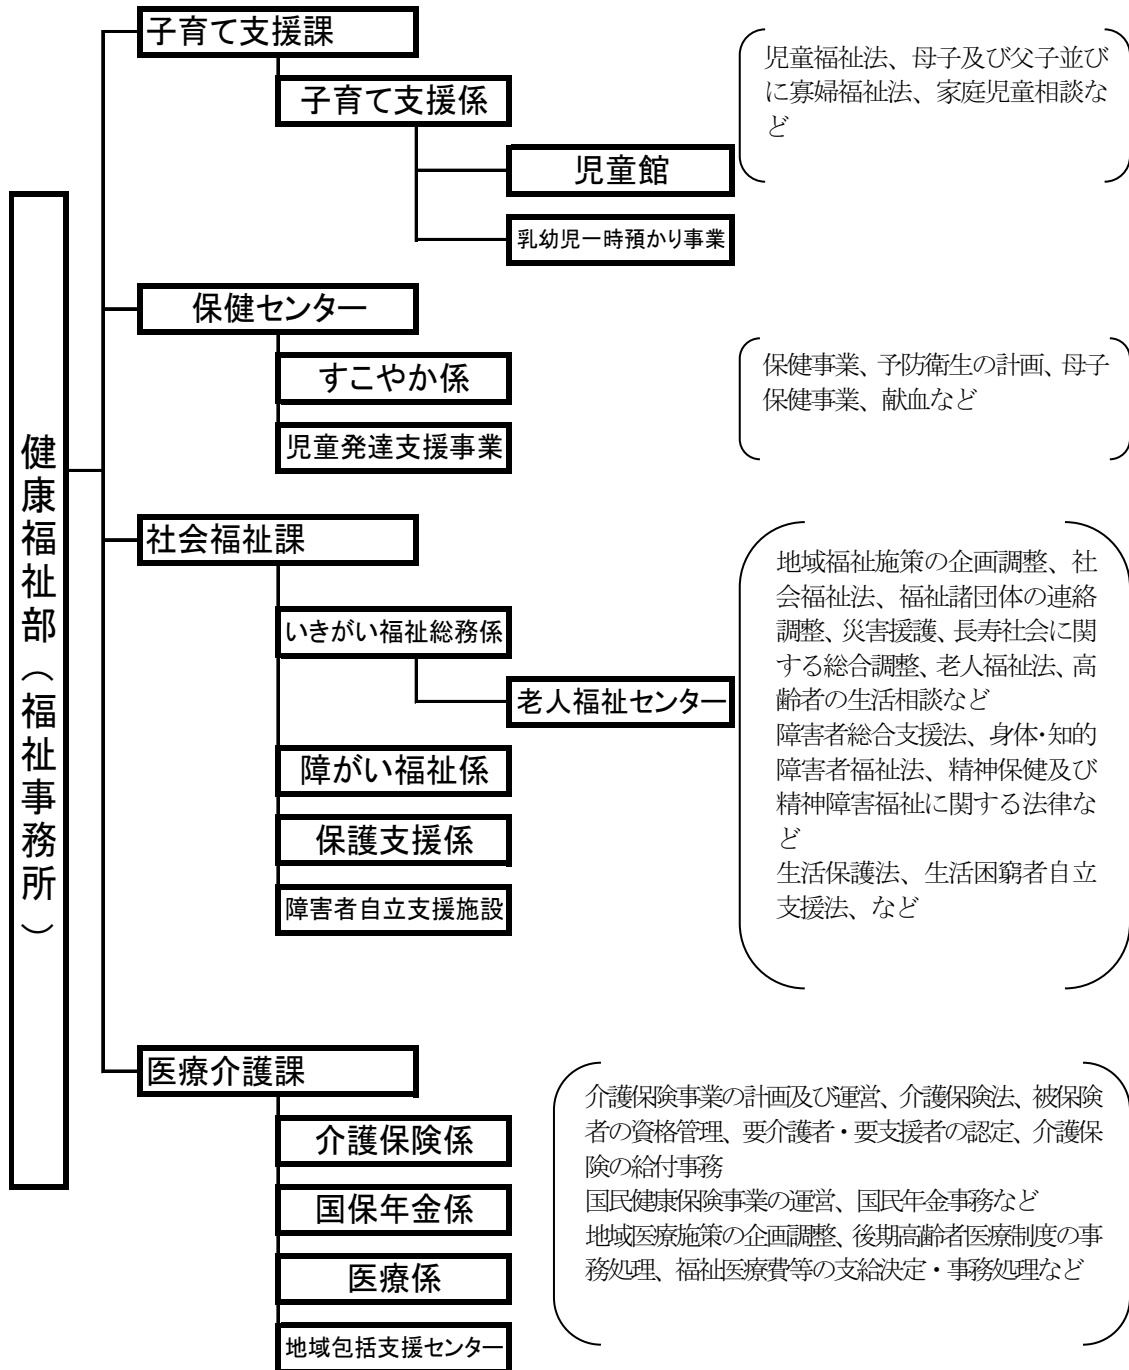 健康福祉部（福祉事務所）
子育て支援課
子育て支援係
児童館
乳幼児一時預かり事業
児童福祉法、母子及び父子並び
に寡婦福祉法、家庭児童相談な
ど
保健センター
すこやか係
児童発達支援事業
保健事業、予防衛生の計画、母子
保健事業、献血など
社会福祉課
いきがい福祉総務係
老人福祉センター
障がい福祉係
保護支援係
障害者自立支援施設
地域福祉施策の企画調整、社
会福祉法、福祉諸団体の連絡
調整、災害援護、長寿社会に関
する総合調整、老人福祉法、高
齢者の生活相談など
障害者総合支援法、身体・知的
障害者福祉法、精神保健及び
精神障害福祉に関する法律な
ど
生活保護法、生活困窮者自立
支援法、など
医療介護課
介護保険係
国保年金係
医療係
地域包括支援センター
介護保険事業の計画及び運営、介護保険法、被保険
者の資格管理、要介護者・要支援者の認定、介護保
険の給付事務
国民健康保険事業の運営、国民年金事務など
地域医療施策の企画調整、後期高齢者医療制度の事
務処理、福祉医療費等の支給決定・事務処理など